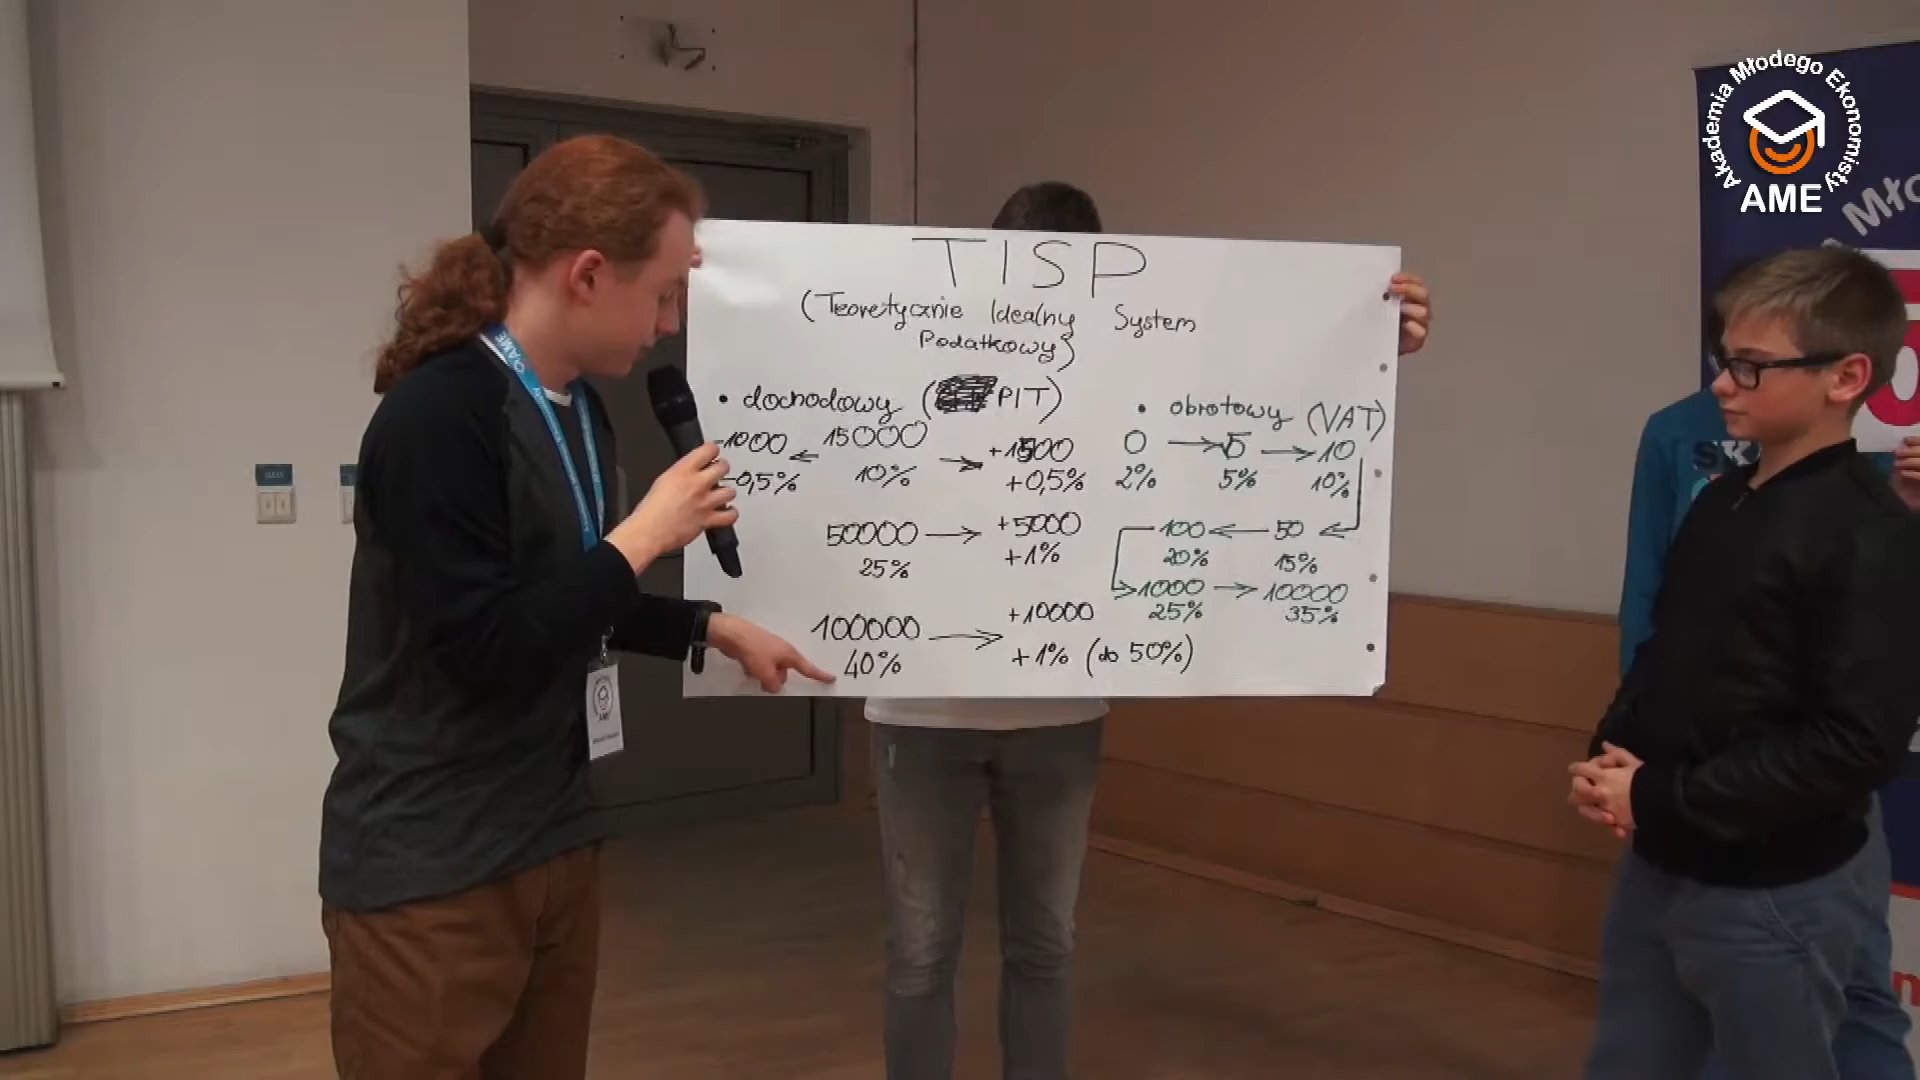 TISP
(Teoretycznie Idealny System
Podatkowy)
• dochodowy (PIT)
-1000 ← 15000 → +1500
-0,5% 10% +0,5%
50000 → +5000
25% +1%
100000 → +10000
40% +1% (do 50%)
• obrotowy (VAT)
0 → 5 → 10
2% 5% 10%
100 ← 50
20% 15%
1000 → 10000
25% 35%
Akademia Młodego Ekonomisty
AME
AME
AME